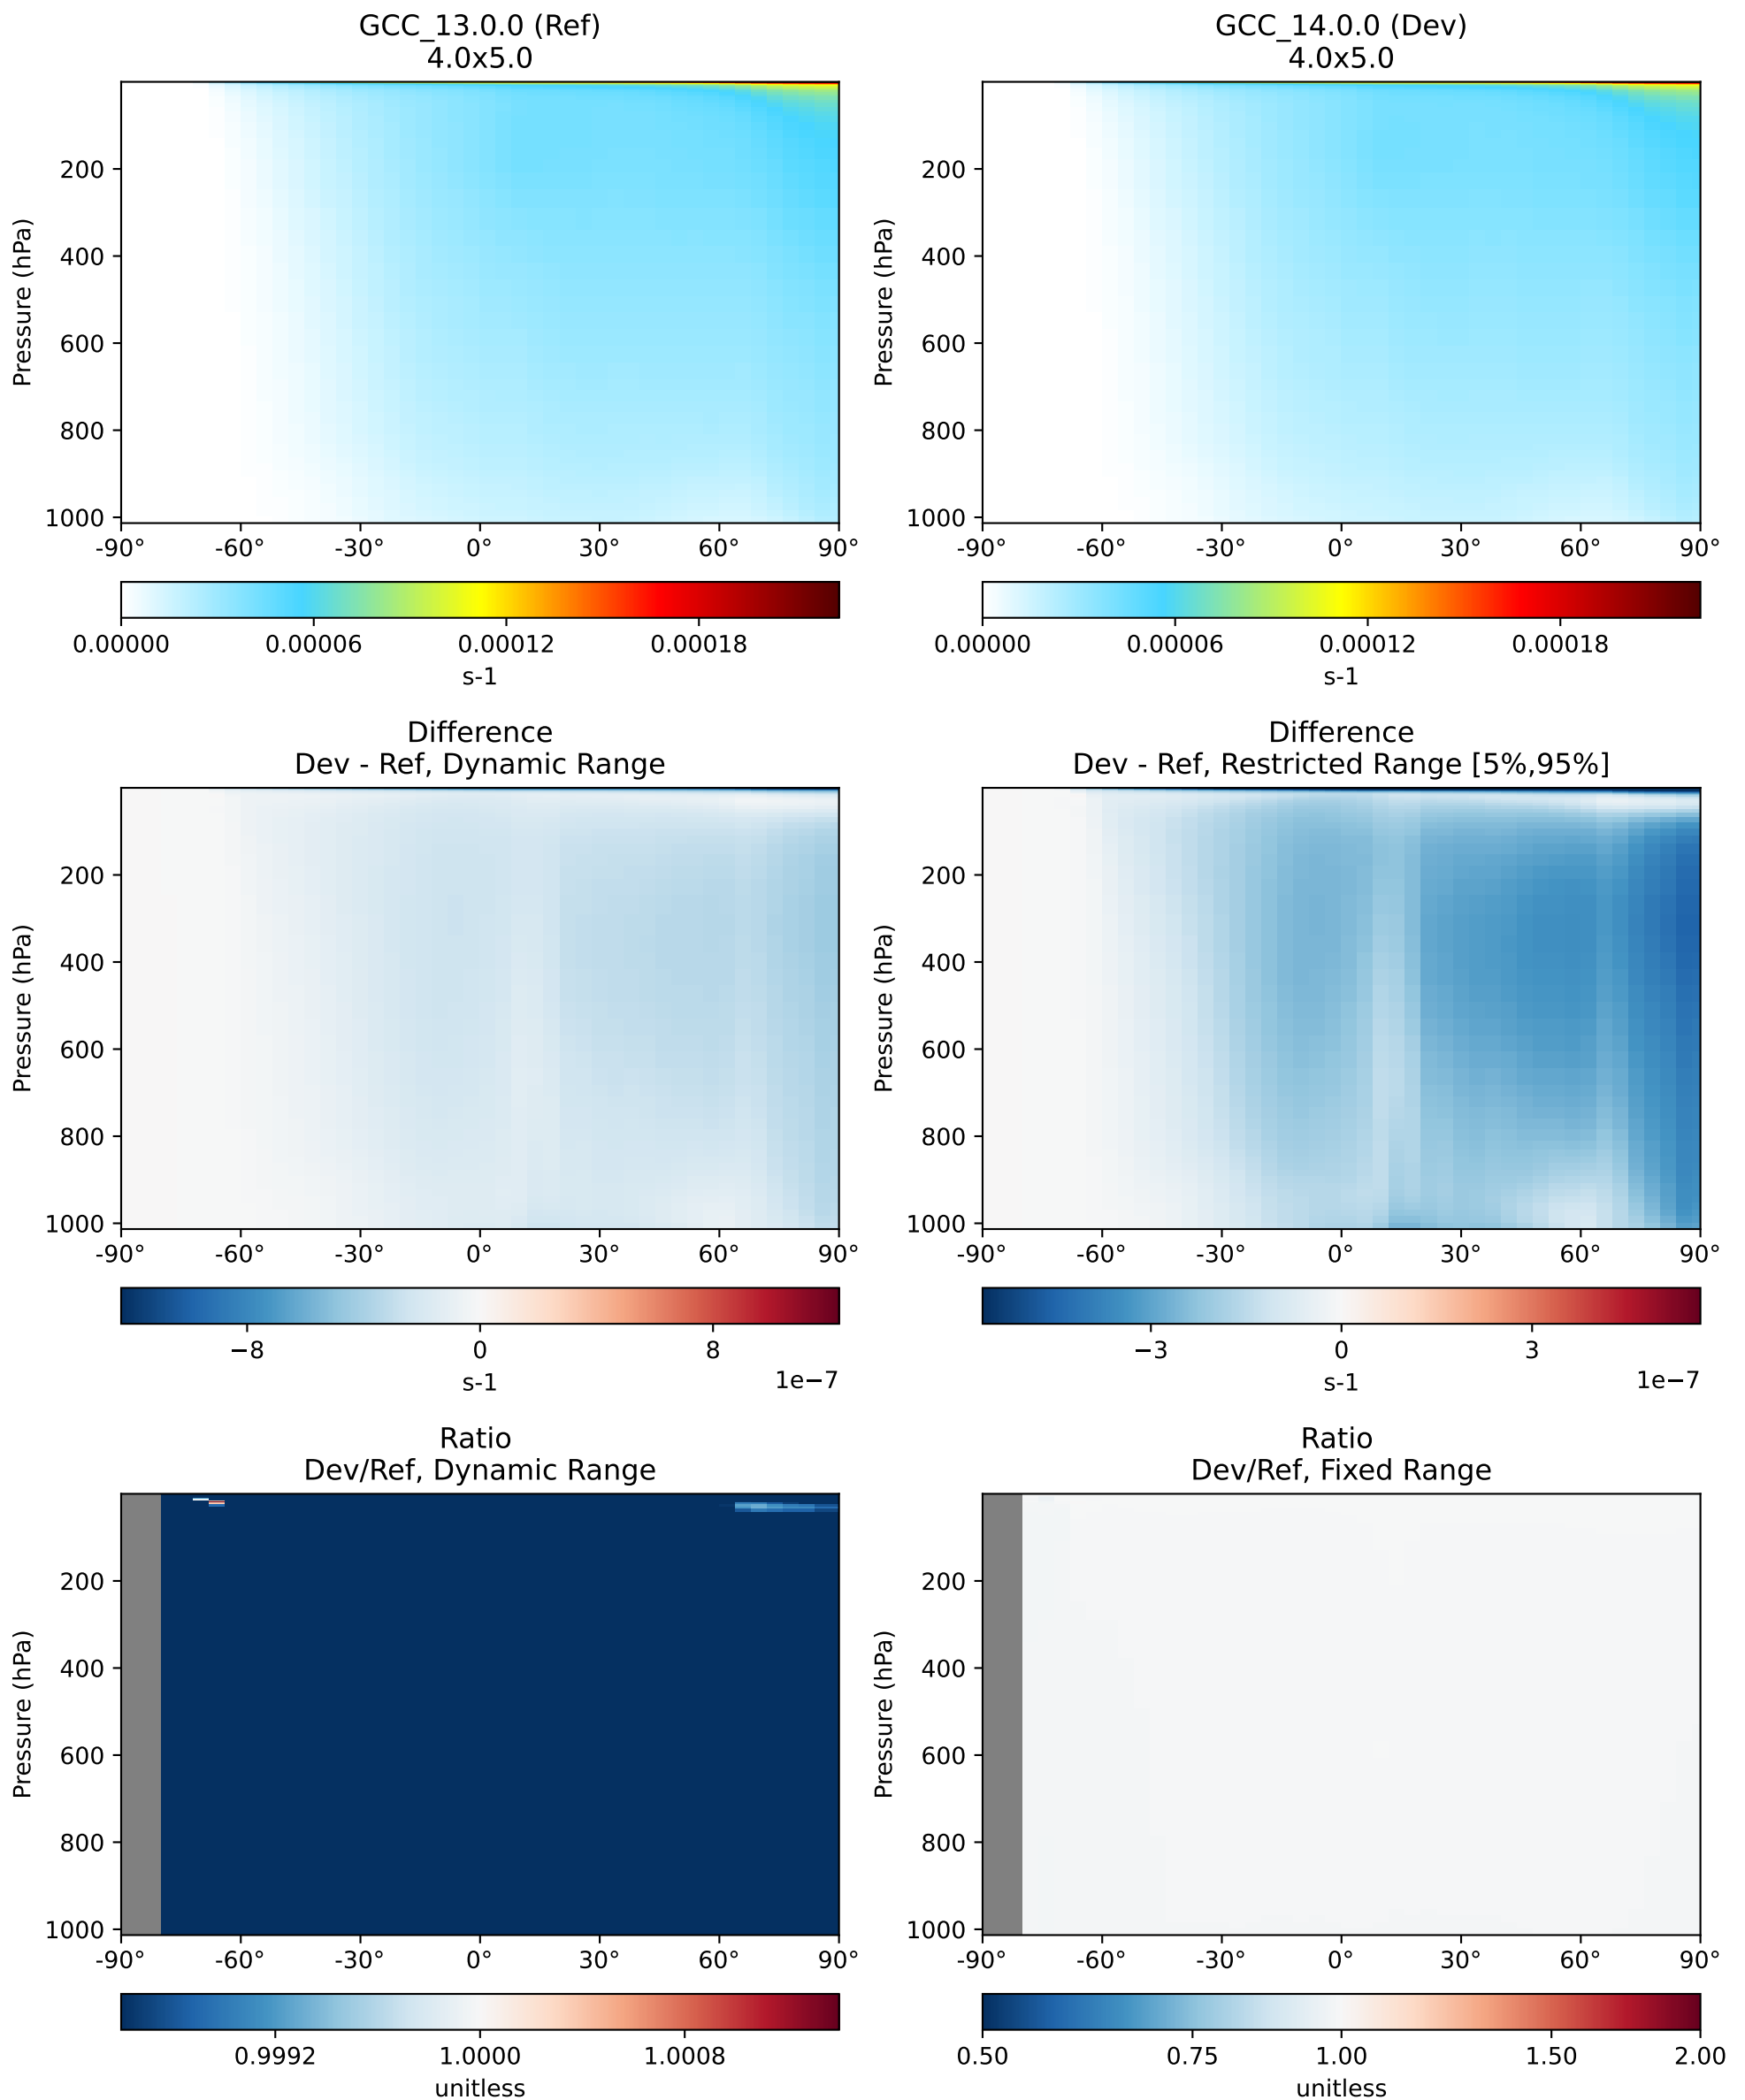 GCC_13.0.0 (Ref)
4.0x5.0
Pressure (hPa)
200
400
600
800
1000
-90° -60° -30° 0° 30° 60° 90°
0.00000 0.00006 0.00012 0.00018
s-1
GCC_14.0.0 (Dev)
4.0x5.0
Pressure (hPa)
200
400
600
800
1000
-90° -60° -30° 0° 30° 60° 90°
0.00000 0.00006 0.00012 0.00018
s-1
Difference
Dev - Ref, Dynamic Range
Pressure (hPa)
200
400
600
800
1000
-90° -60° -30° 0° 30° 60° 90°
−8 0 8
s-1 1e−7
Difference
Dev - Ref, Restricted Range [5%,95%]
Pressure (hPa)
200
400
600
800
1000
-90° -60° -30° 0° 30° 60° 90°
−3 0 3
s-1 1e−7
Ratio
Dev/Ref, Dynamic Range
Pressure (hPa)
200
400
600
800
1000
-90° -60° -30° 0° 30° 60° 90°
0.9992 1.0000 1.0008
unitless
Ratio
Dev/Ref, Fixed Range
Pressure (hPa)
200
400
600
800
1000
-90° -60° -30° 0° 30° 60° 90°
0.50 0.75 1.00 1.50 2.00
unitless